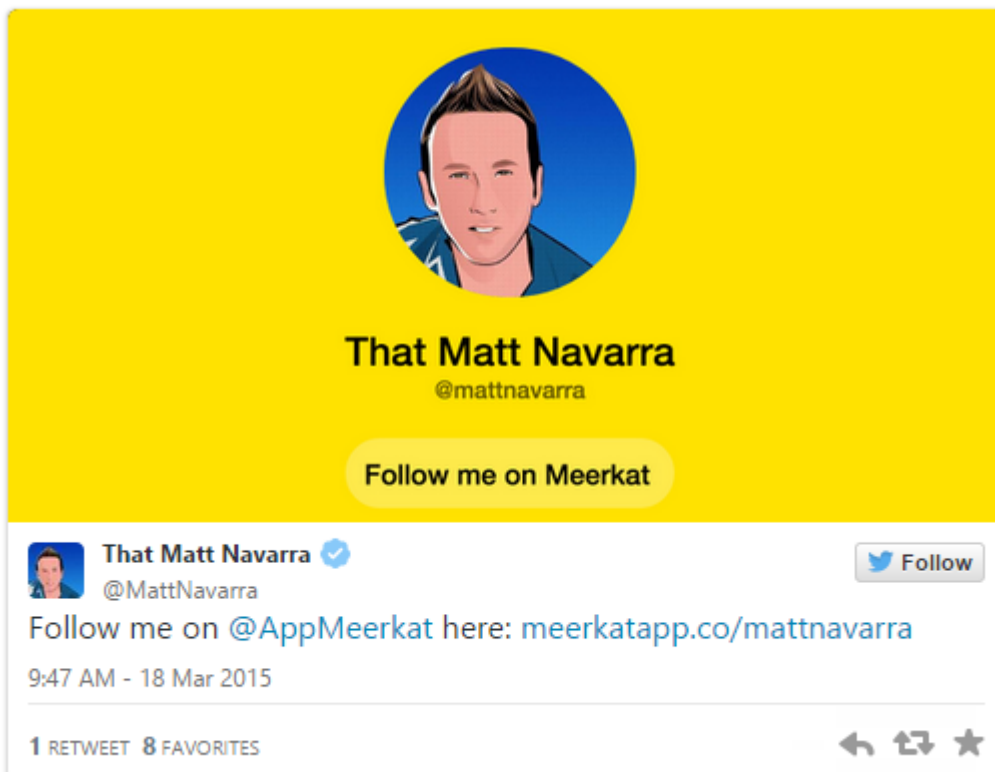 That Matt Navarra
@mattnavarra
Follow me on Meerkat
That Matt Navarra
@MattNavarra
Follow
Follow me on @AppMeerkat here: meerkatapp.co/mattnavarra
9:47 AM - 18 Mar 2015
1 RETWEET 8 FAVORITES